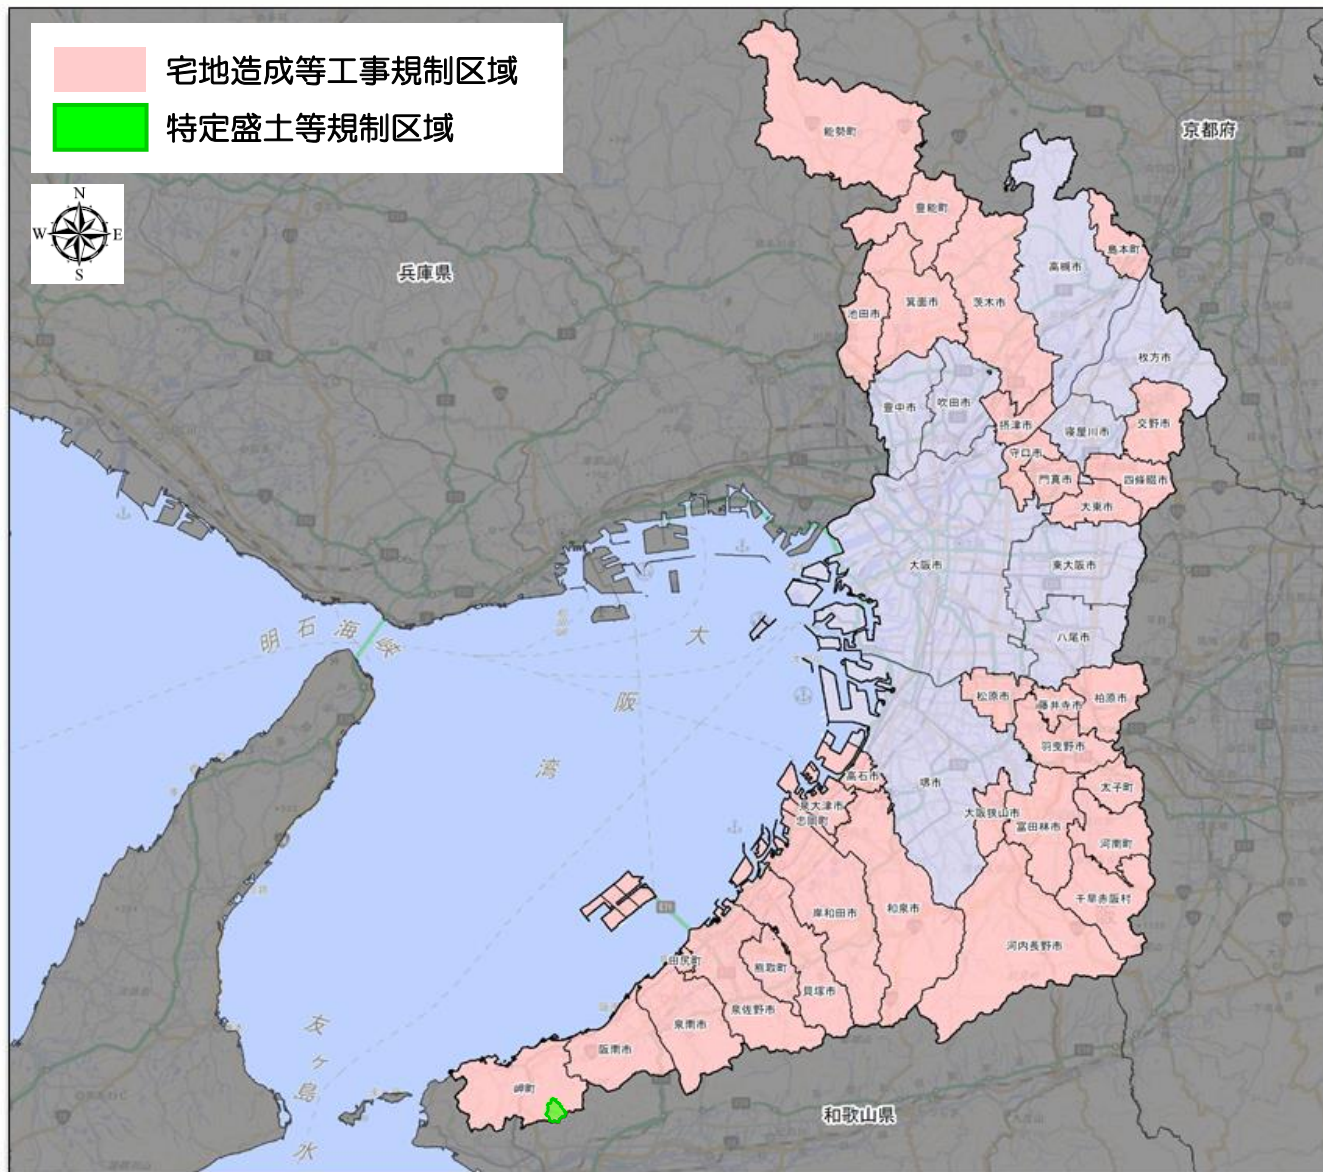 宅地造成等工事規制区域
特定盛土等規制区域
N
W E
S
京都府
兵庫県
能勢町
豊能町
島本町
高槻市
池田市
箕面市
茨木市
枚方市
豊中市
吹田市
摂津市
寝屋川市
交野市
守口市
門真市
四條畷市
大東市
大阪市
東大阪市
八尾市
明石海峡
大阪湾
松原市
藤井寺市
柏原市
羽曳野市
高石市
堺市
太子町
泉大津市
忠岡町
大阪狭山市
富田林市
河南町
千早赤阪村
岸和田市
和泉市
河内長野市
田尻町
熊取町
貝塚市
泉佐野市
泉南市
阪南市
岬町
友ヶ島水
和歌山県